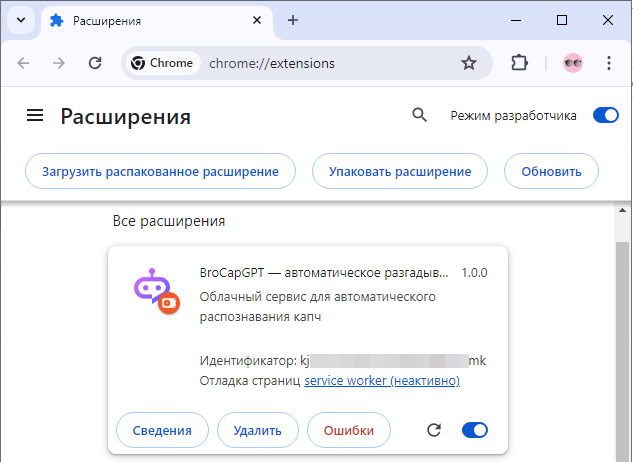 Расширения
Chrome
chrome://extensions
Расширения
Режим разработчика
Загрузить распакованное расширение
Упаковать расширение
Обновить
Все расширения
BroCapGPT — автоматическое разгадыв... 1.0.0
Облачный сервис для автоматического
распознавания капч
Идентификатор: kj mk
Отладка страниц service worker (неактивно)
Сведения
Удалить
Ошибки